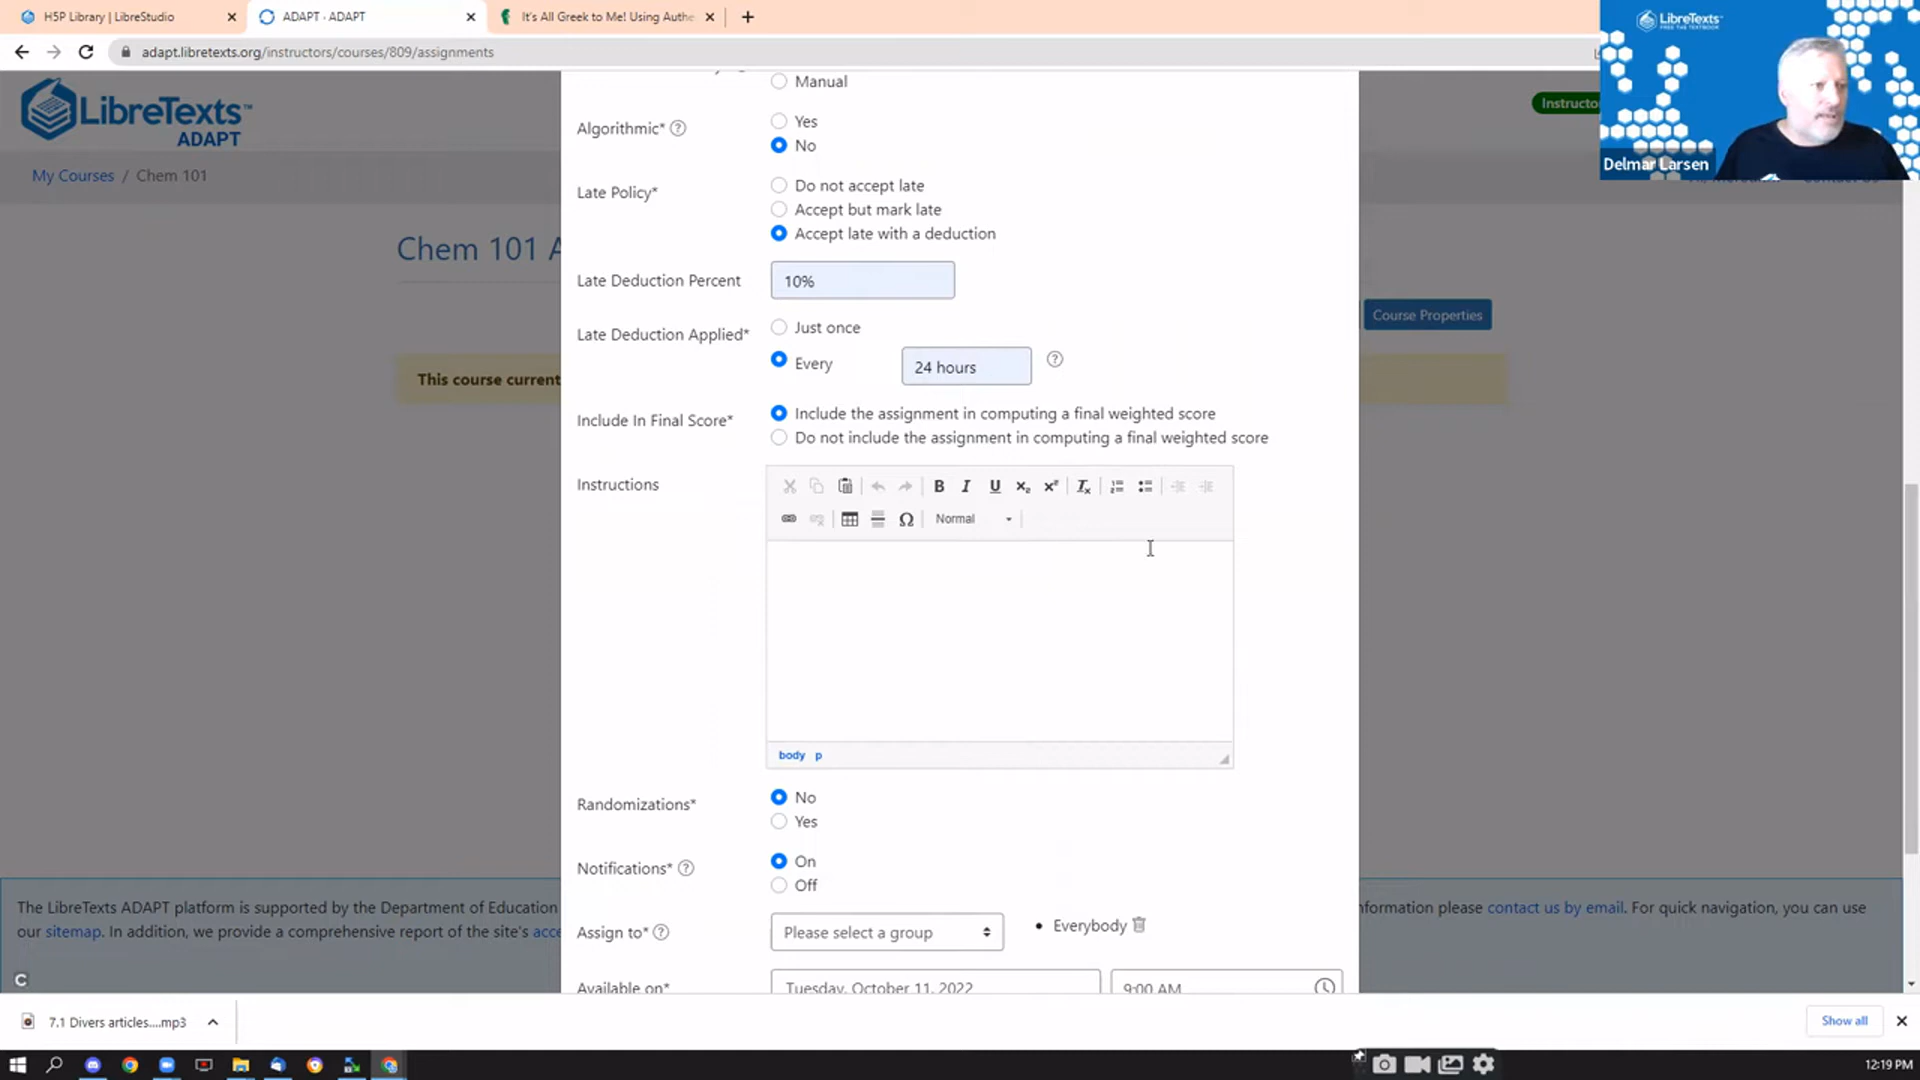 H5P Library | LibreStudio
ADAPT · ADAPT
It's All Greek to Me! Using Authe
adapt.libretexts.org/instructors/courses/809/assignments
LibreTexts
FREE THE TEXTBOOK
LibreTexts™
ADAPT
Delmar Larsen
My Courses / Chem 101
Chem 101 A
Course Properties
This course current
Manual
Algorithmic*
Yes
No
Late Policy*
Do not accept late
Accept but mark late
Accept late with a deduction
Late Deduction Percent
10%
Late Deduction Applied*
Just once
Every
24 hours
Include In Final Score*
Include the assignment in computing a final weighted score
Do not include the assignment in computing a final weighted score
Instructions
Normal
body p
Randomizations*
No
Yes
Notifications*
On
Off
Assign to*
Please select a group
Everybody
Available on*
Tuesday, October 11, 2022
9:00 AM
The LibreTexts ADAPT platform is supported by the Department of Education
nformation please contact us by email. For quick navigation, you can use
our sitemap. In addition, we provide a comprehensive report of the site's acce
7.1 Divers articles....mp3
Show all
12:19 PM